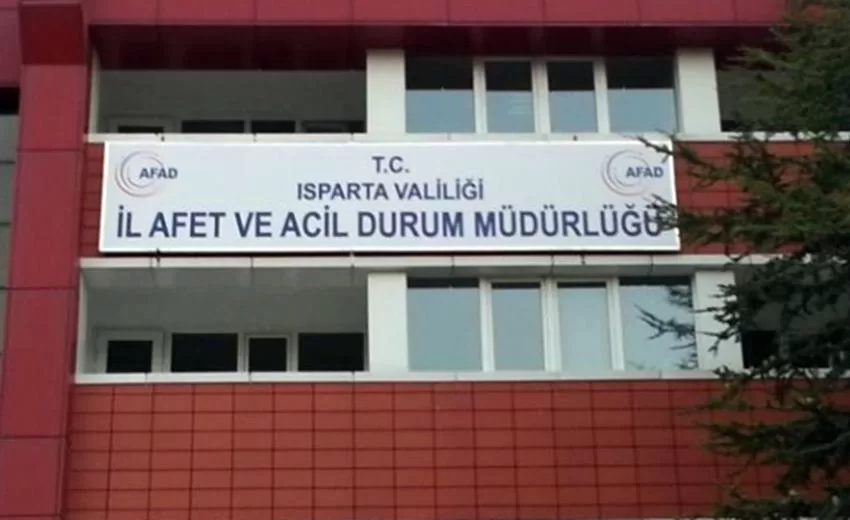 T.C.
AFAD ISPARTA VALİLİĞİ AFAD
İL AFET VE ACİL DURUM MÜDÜRLÜĞÜ